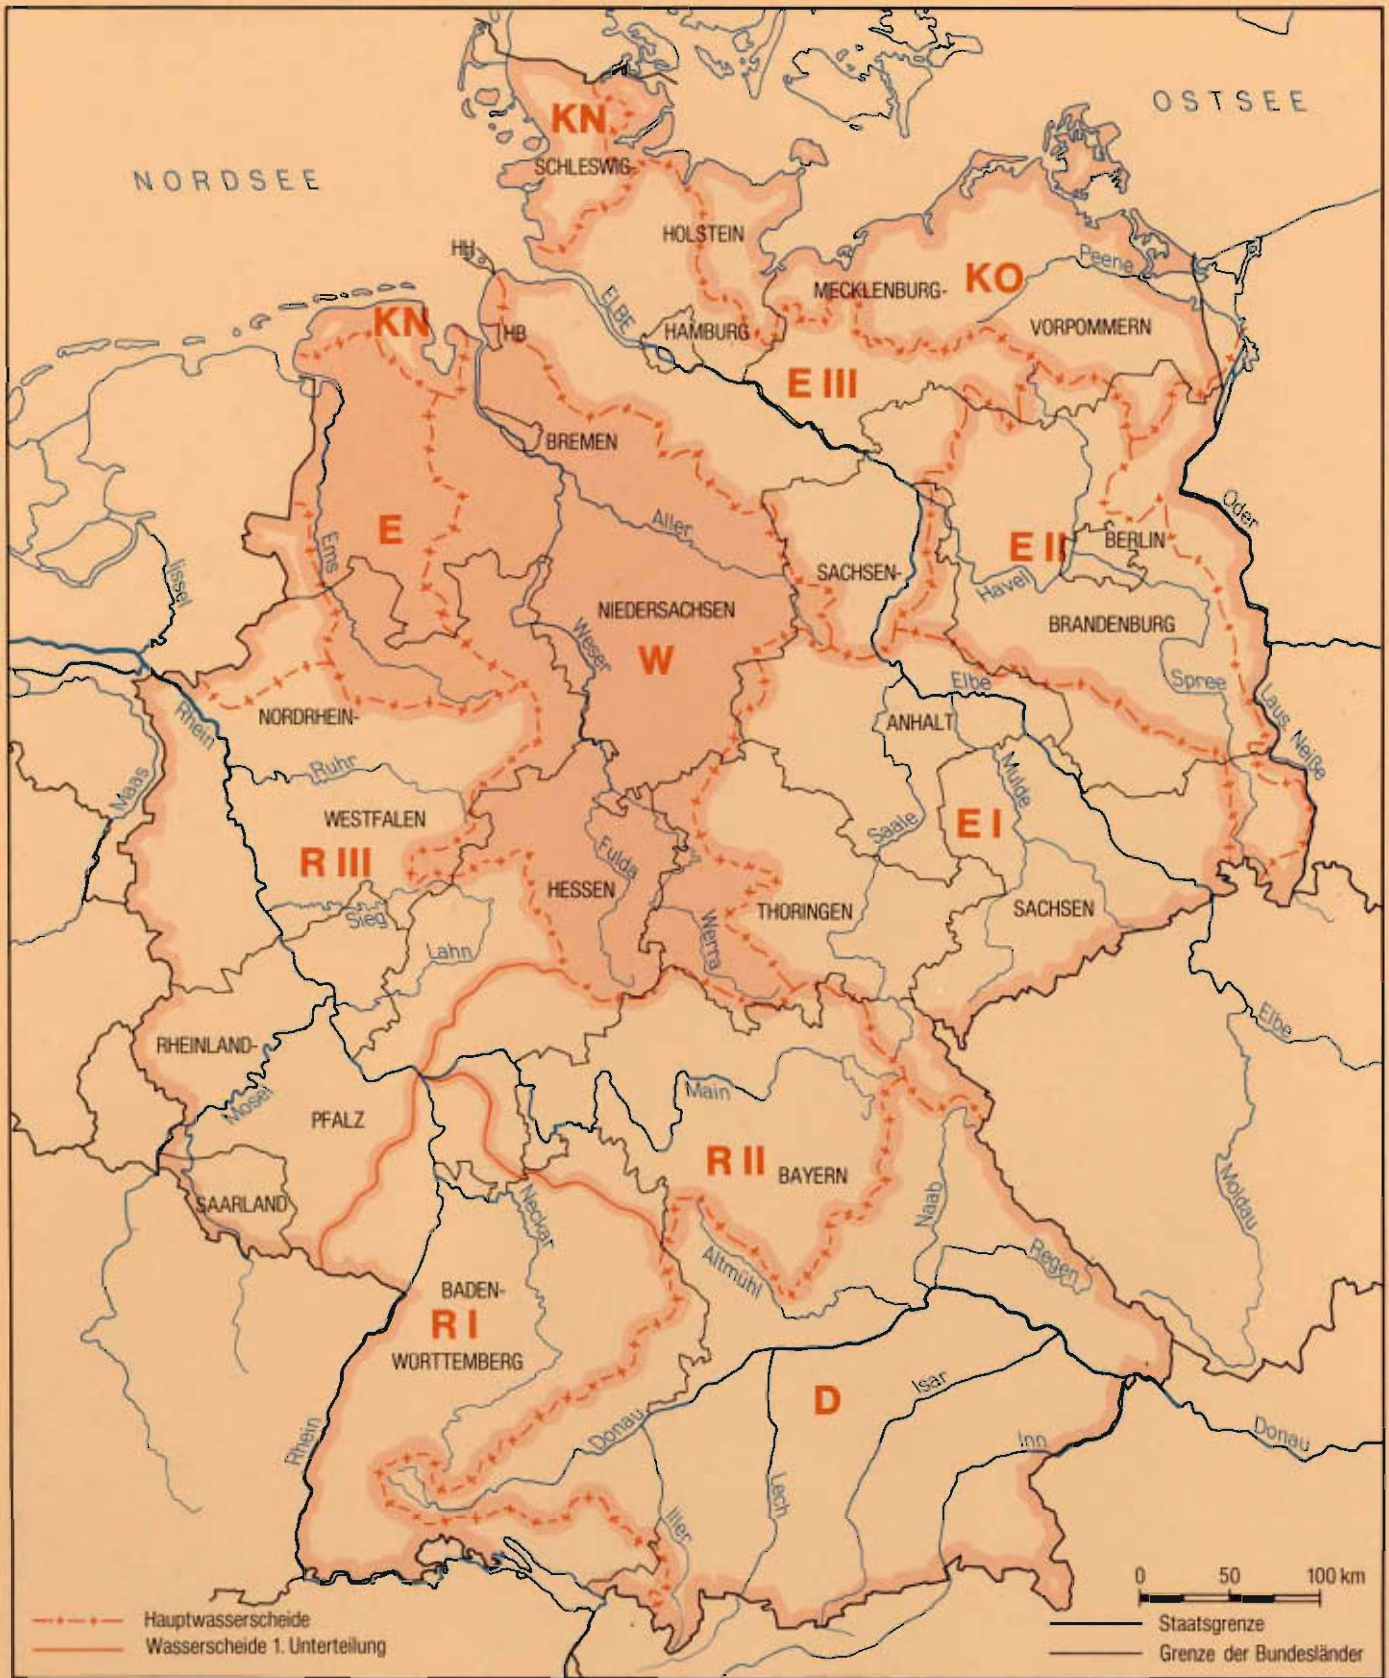 OSTSEE
NORDSEE
KN
SCHLESWIG-
HOLSTEIN
HH
ELBE
MECKLENBURG-
KO
Peene
KN
HB
HAMBURG
VORPOMMERN
E III
BREMEN
Aller
Oder
E
Ems
E II
BERLIN
Ijssel
SACHSEN-
Havel
NIEDERSACHSEN
BRANDENBURG
Weser
W
Elbe
Spree
Rhein
NORDRHEIN-
ANHALT
Laus. Neiße
Maas
Ruhr
Mulde
WESTFALEN
E I
Saale
R III
Fulda
HESSEN
THÜRINGEN
SACHSEN
Sieg
Werra
Lahn
Elbe
RHEINLAND-
Mosel
Main
PFALZ
R II
BAYERN
SAARLAND
Neckar
Naab
Moldau
Altmühl
Regen
BADEN-
R I
WÜRTTEMBERG
Isar
D
Donau
Rhein
Inn
Donau
Lech
Iller
0 50 100 km
Hauptwasserscheide
Staatsgrenze
Wasserscheide 1. Unterteilung
Grenze der Bundesländer